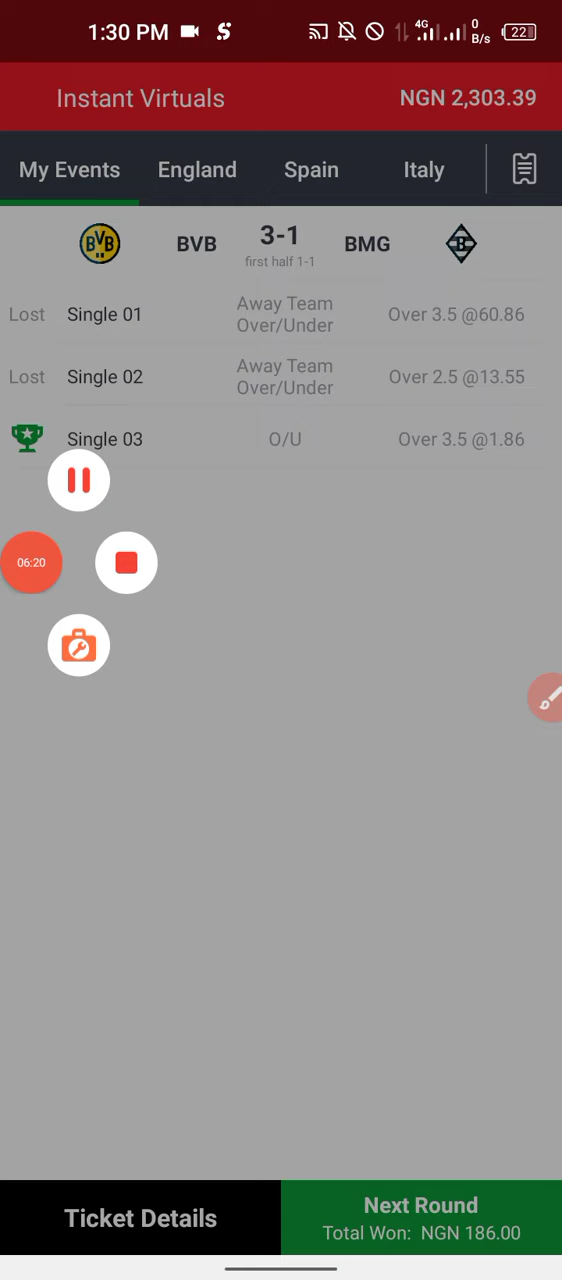 1:30 PM 4G 0 B/s 22
Instant Virtuals NGN 2,303.39
My Events England Spain Italy
BVB BVB 3-1 BMG B
first half 1-1
Lost Single 01 Away Team Over/Under Over 3.5 @60.86
Lost Single 02 Away Team Over/Under Over 2.5 @13.55
Single 03 O/U Over 3.5 @1.86
06:20
Ticket Details Next Round
Total Won: NGN 186.00